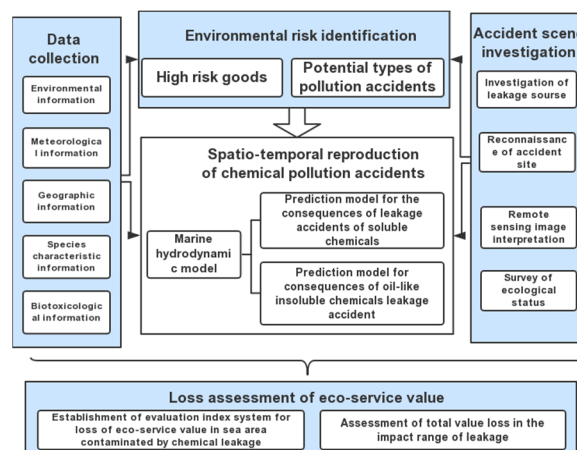 Data
collection
Environmental
information
Meteorologica
l information
Geographic
information
Species
characteristic
information
Biotoxicologic
al information
Environmental risk identification
High risk goods
Potential types of
pollution accidents
Spatio-temporal reproduction
of chemical pollution accidents
Marine
hydrodynami
c model
Prediction model for the
consequences of leakage
accidents of soluble
chemicals
Prediction model for
consequences of oil-like
insoluble chemicals leakage
accident
Accident scen
investigation
Investigation of
leakage sourse
Reconnaissanc
e of accident
site
Remote
sensing image
interpretation
Survey of
ecological
status
Loss assessment of eco-service value
Establishment of evaluation index system for
loss of eco-service value in sea area
contaminated by chemical leakage
Assessment of total value loss in the
impact range of leakage